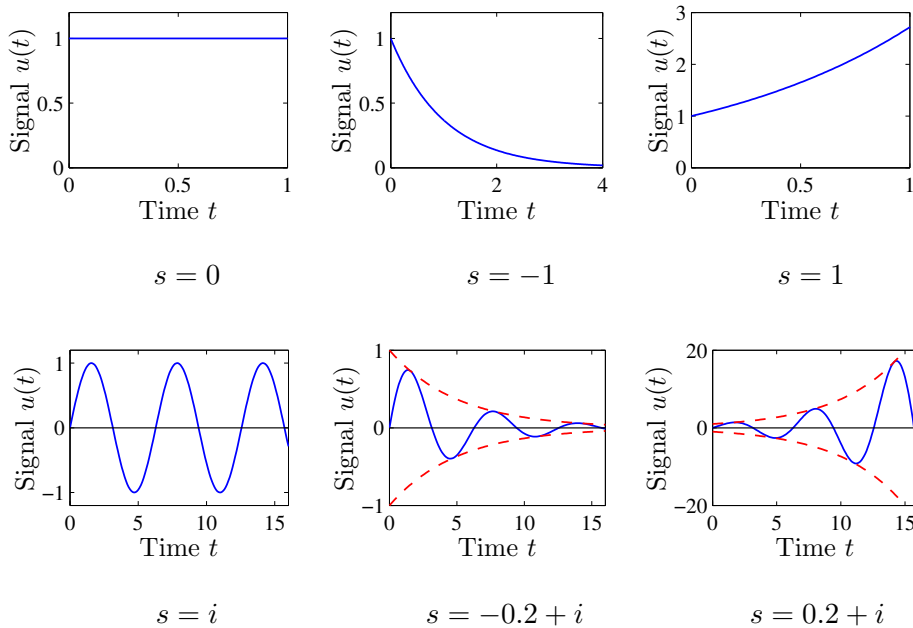 Signal u(t)
1
0.5
0
0
0.5
1
Time t
s = 0
Signal u(t)
1
0.5
0
0
2
4
Time t
s = −1
Signal u(t)
3
2
1
0
0
0.5
1
Time t
s = 1
Signal u(t)
1
0
−1
0
5
10
15
Time t
s = i
Signal u(t)
1
0
−1
0
5
10
15
Time t
s = −0.2 + i
Signal u(t)
20
0
−20
0
5
10
15
Time t
s = 0.2 + i